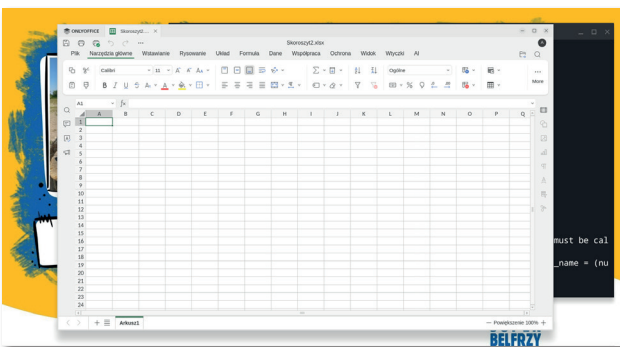 ONLYOFFICE Skoroszyt2... ×
Skoroszyt2.xlsx
Plik Narzędzia główne Wstawianie Rysowanie Układ Formuła Dane Współpraca Ochrona Widok Wtyczki AI
Calibri 11 Ogólne
B I U S More
A1 fx
A B C D E F G H I J K L M N O P Q
1
2
3
4
5
6
7
8
9
10
11
12
13
14
15
16
17
18
19
20
21
22
23
24
must be cal
_name = (nu
Arkusz1 Powiększenie 100%
BELFRZY